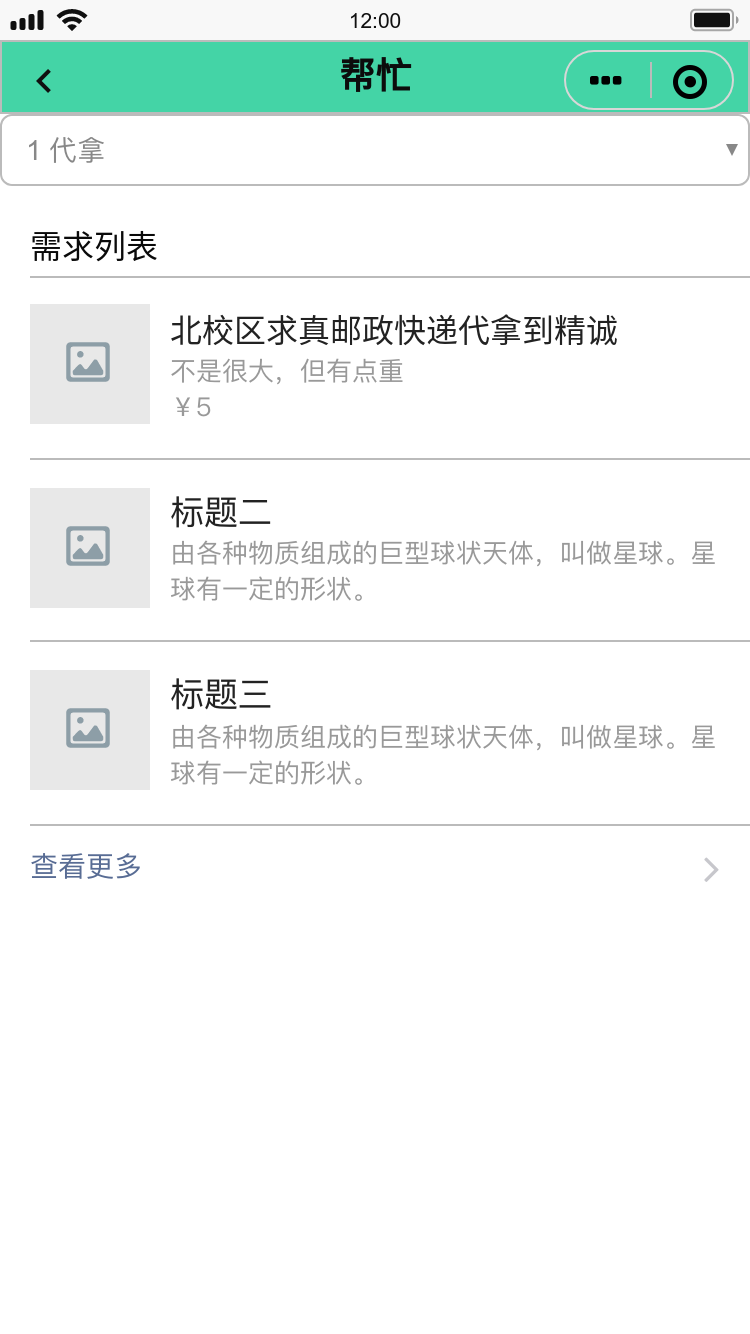 12:00
帮忙
1 代拿
需求列表
北校区求真邮政快递代拿到精诚
不是很大，但有点重
￥5
标题二
由各种物质组成的巨型球状天体，叫做星球。星
球有一定的形状。
标题三
由各种物质组成的巨型球状天体，叫做星球。星
球有一定的形状。
查看更多